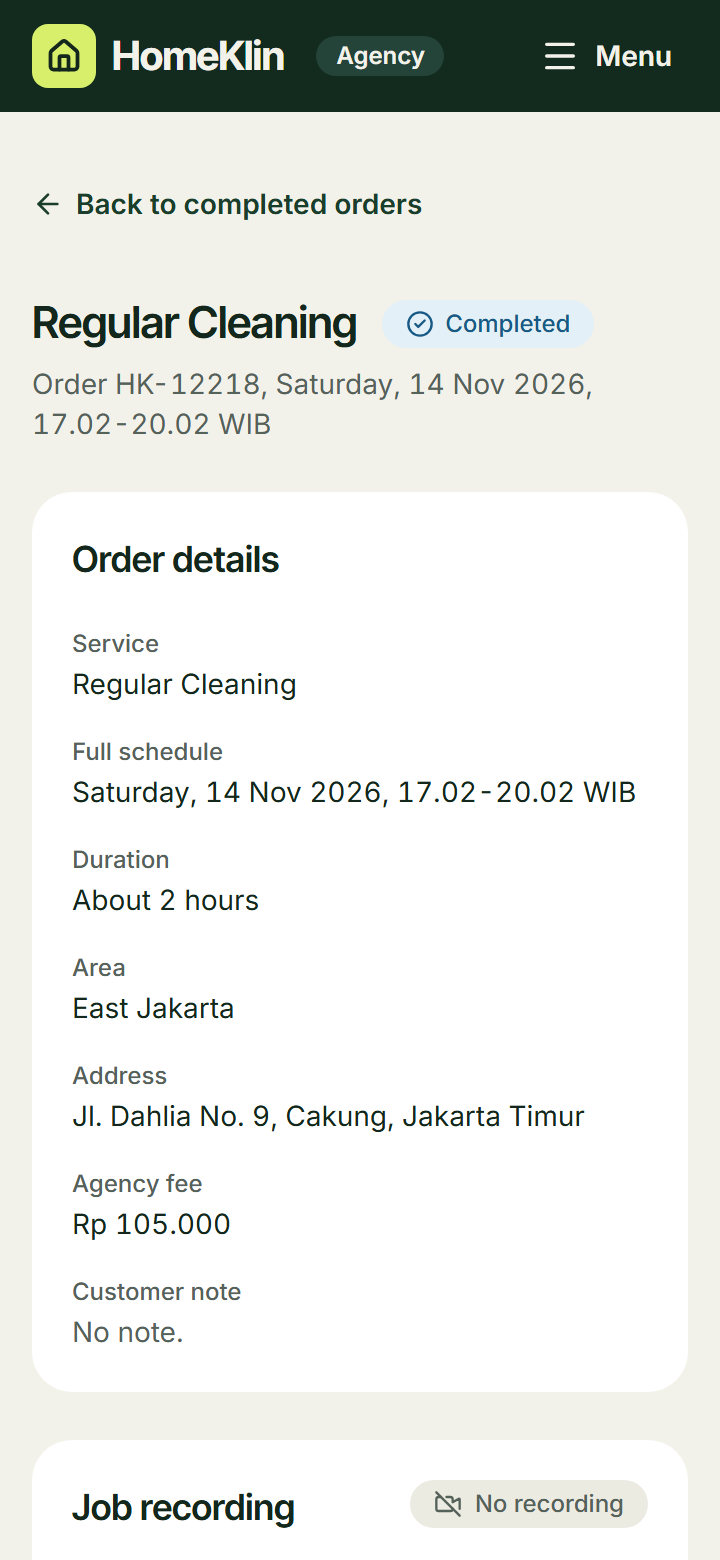 HomeKlin
Agency
Menu
Back to completed orders
Regular Cleaning
Completed
Order HK-12218, Saturday, 14 Nov 2026,
17.02-20.02 WIB
Order details
Service
Regular Cleaning
Full schedule
Saturday, 14 Nov 2026, 17.02-20.02 WIB
Duration
About 2 hours
Area
East Jakarta
Address
Jl. Dahlia No. 9, Cakung, Jakarta Timur
Agency fee
Rp 105.000
Customer note
No note.
Job recording
No recording